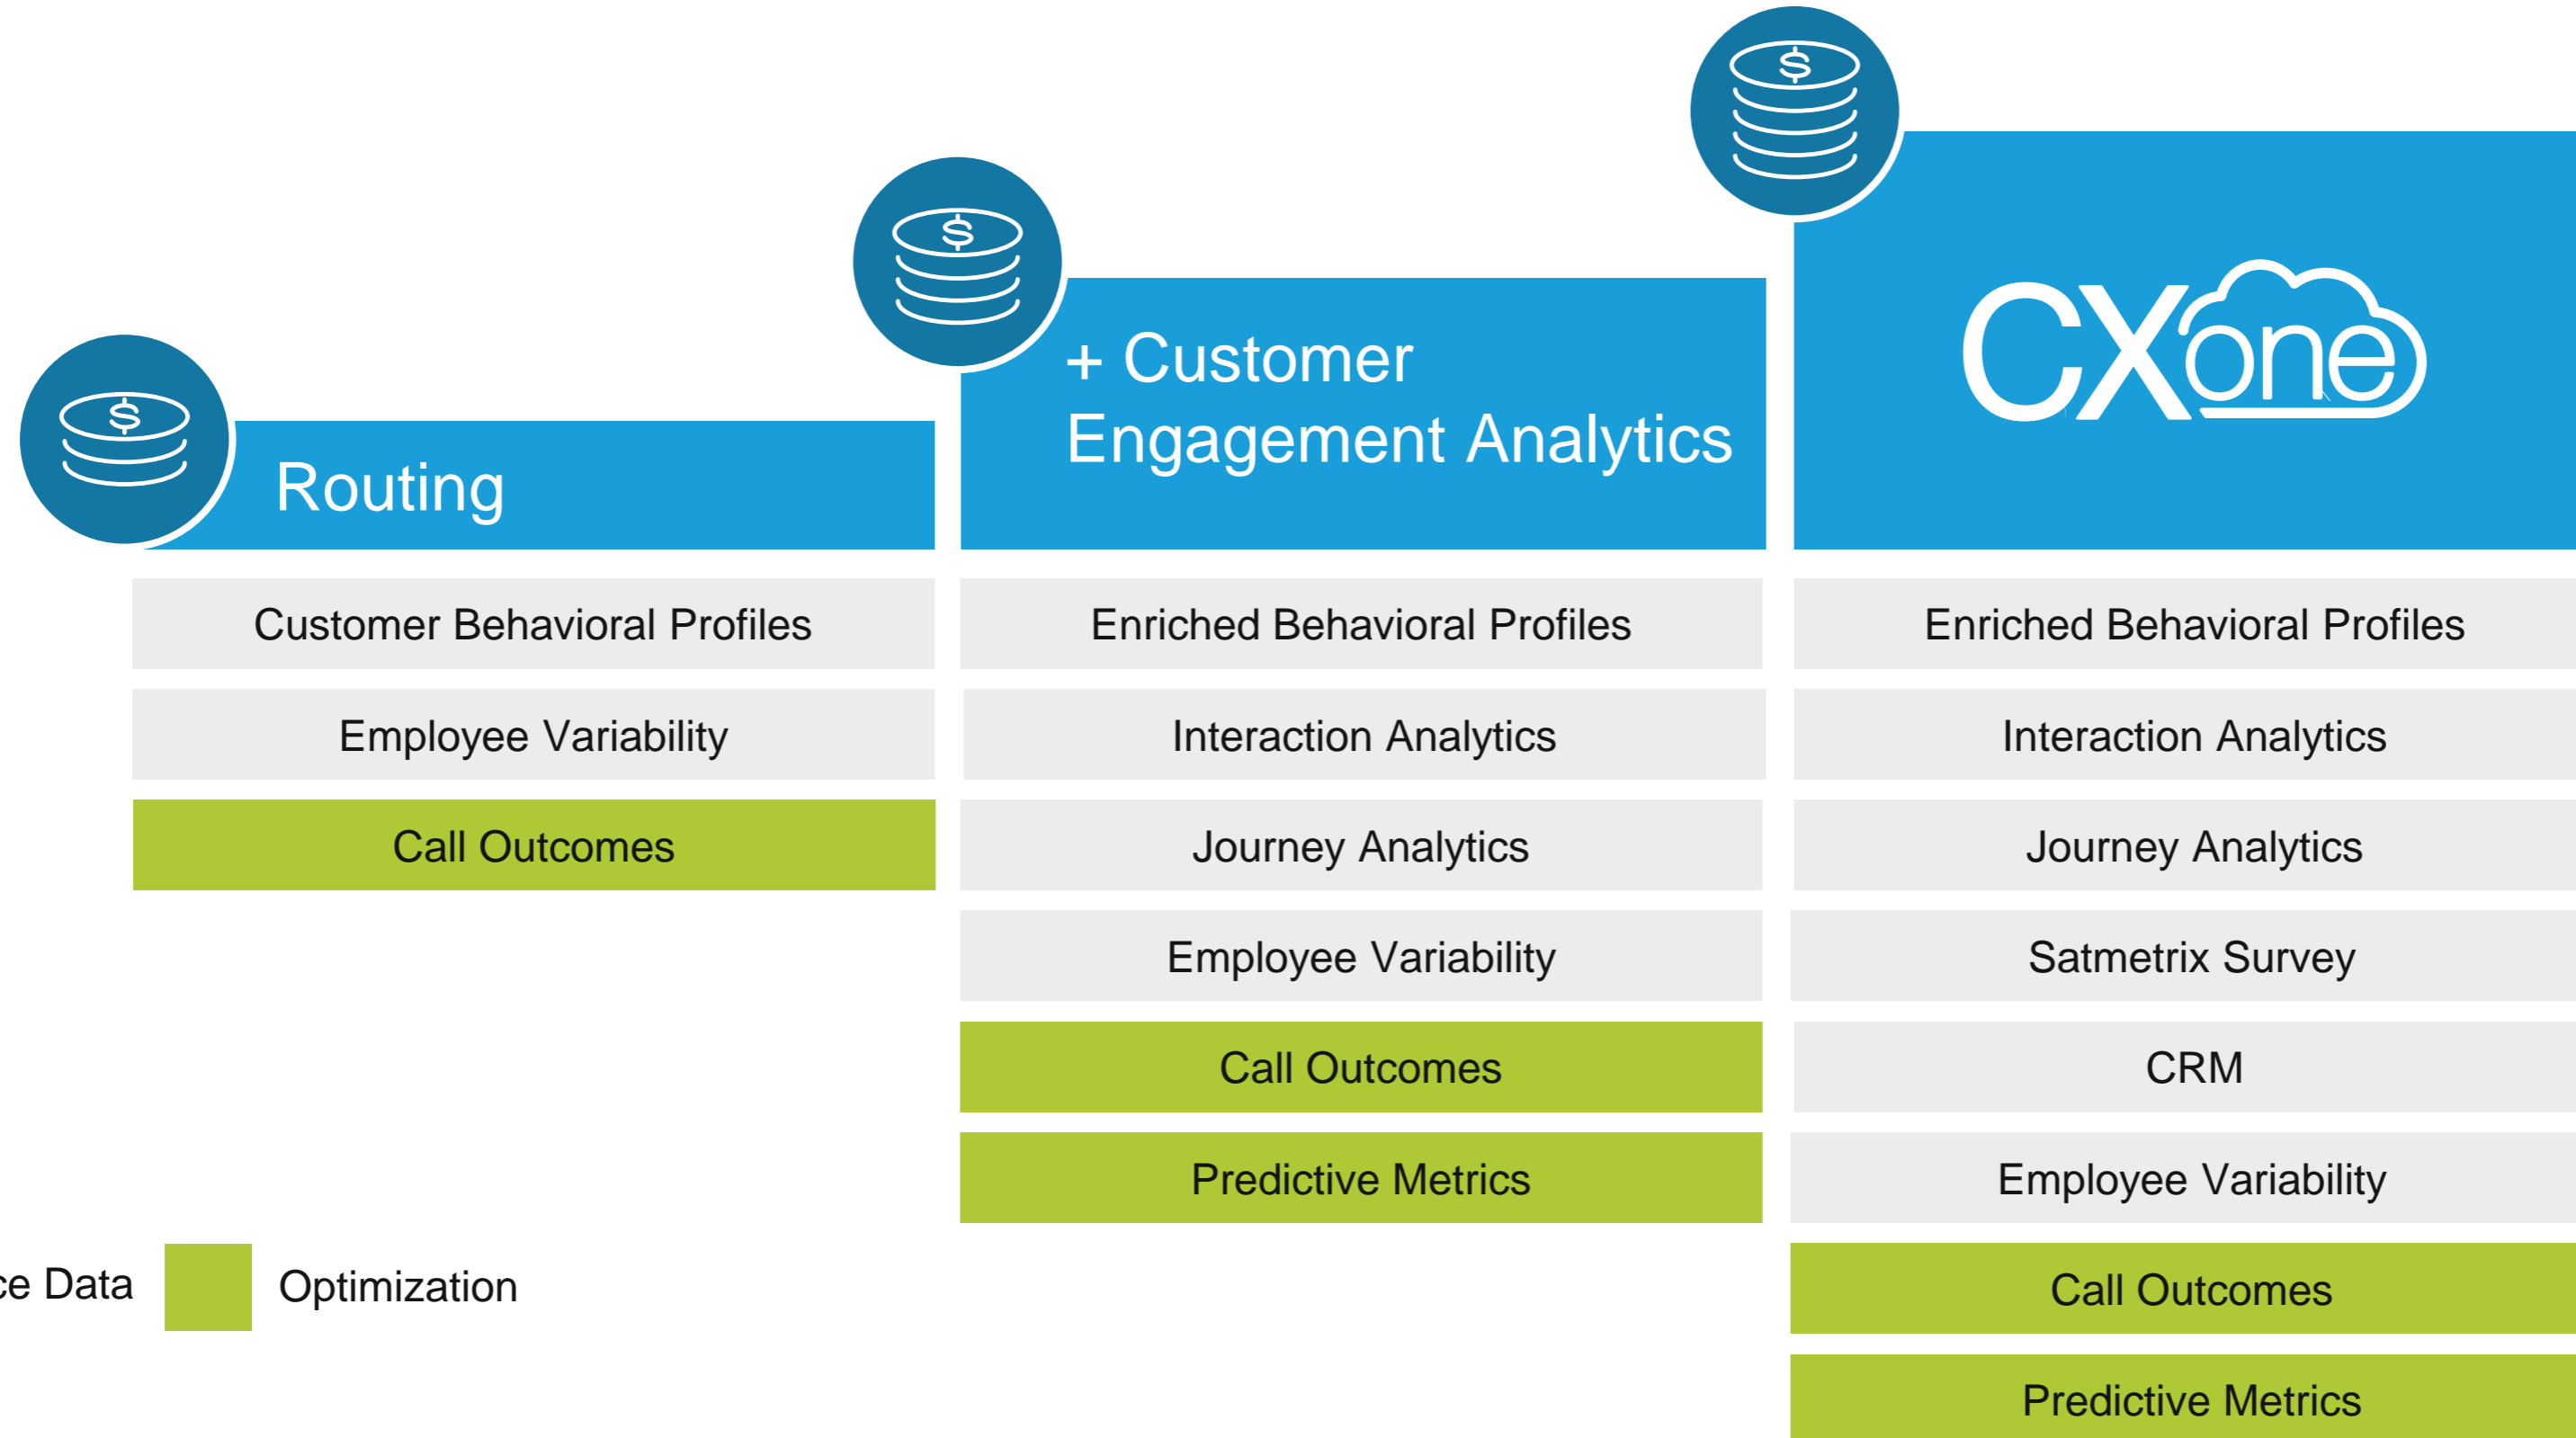 Routing
+ Customer
Engagement Analytics
CXone
Customer Behavioral Profiles
Employee Variability
Call Outcomes
Enriched Behavioral Profiles
Interaction Analytics
Journey Analytics
Employee Variability
Call Outcomes
Predictive Metrics
Enriched Behavioral Profiles
Interaction Analytics
Journey Analytics
Satmetrix Survey
CRM
Employee Variability
Call Outcomes
Predictive Metrics
Data
Optimization